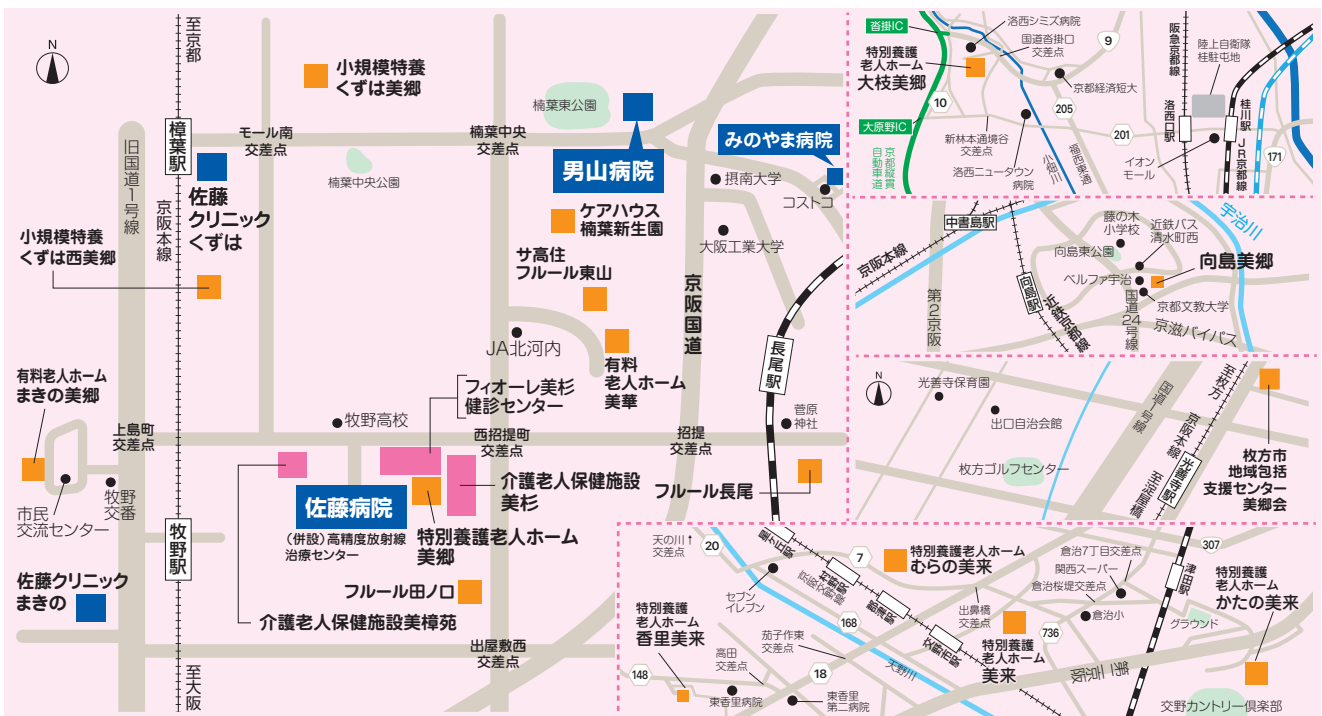 N
至京都
小規模特養
くずは美郷
楠葉東公園
樟葉駅
モール南
交差点
楠葉中央
交差点
旧国道1号線
楠葉中央公園
男山病院
みのやま病院
摂南大学
コストコ
佐藤
クリニック
くずは
京阪本線
ケアハウス
楠葉新生園
大阪工業大学
小規模特養
くずは西美郷
サ高住
フルール東山
京阪国道
JA北河内
有料
老人ホーム
美華
長尾駅
有料老人ホーム
まきの美郷
フィオーレ美杉
健診センター
牧野高校
菅原
神社
上島町
交差点
西招提町
交差点
招提
交差点
市民
交流センター
牧野
交番
佐藤病院
(併設)高精度放射線
治療センター
介護老人保健施設
美杉
フルール長尾
特別養護老人ホーム
美郷
牧野駅
佐藤クリニック
まきの
フルール田ノ口
介護老人保健施設美樟苑
出屋敷西
交差点
至大阪
沓掛IC
洛西シミズ病院
国道沓掛口
交差点
9
特別養護
老人ホーム
大枝美郷
京都経済短大
阪急京都線
陸上自衛隊
桂駐屯地
10
205
洛西口駅
桂川駅
大原野IC
新林本通境谷
交差点
201
京都縦貫
自動車道
洛西ニュータウン
病院
小畑川
福西東通
イオン
モール
JR京都線
171
中書島駅
藤の木
小学校
近鉄バス
清水町西
宇治川
京阪本線
向島東公園
向島美郷
向島駅
ベルファ宇治
第2京阪
近鉄京都線
国道24号線
京都文教大学
京滋バイパス
N
光善寺保育園
至枚方
出口自治会館
国道1号線
京阪本線
光善寺駅
枚方ゴルフセンター
至淀屋橋
枚方市
地域包括
支援センター
美郷会
天の川↑
交差点
20
星ヶ丘駅
7
特別養護老人ホーム
むらの美来
倉治7丁目交差点
307
関西スーパー
津田駅
村野駅
京阪交野線
倉治桜堤交差点
特別養護
老人ホーム
かたの美来
セブン
イレブン
郡津駅
出鼻橋
交差点
倉治小
グラウンド
特別養護
老人ホーム
香里美来
168
736
茄子作東
交差点
交野市駅
特別養護
老人ホーム
美来
高田
交差点
天野川
第二京阪
148
18
東香里病院
東香里
第二病院
交野カントリー倶楽部